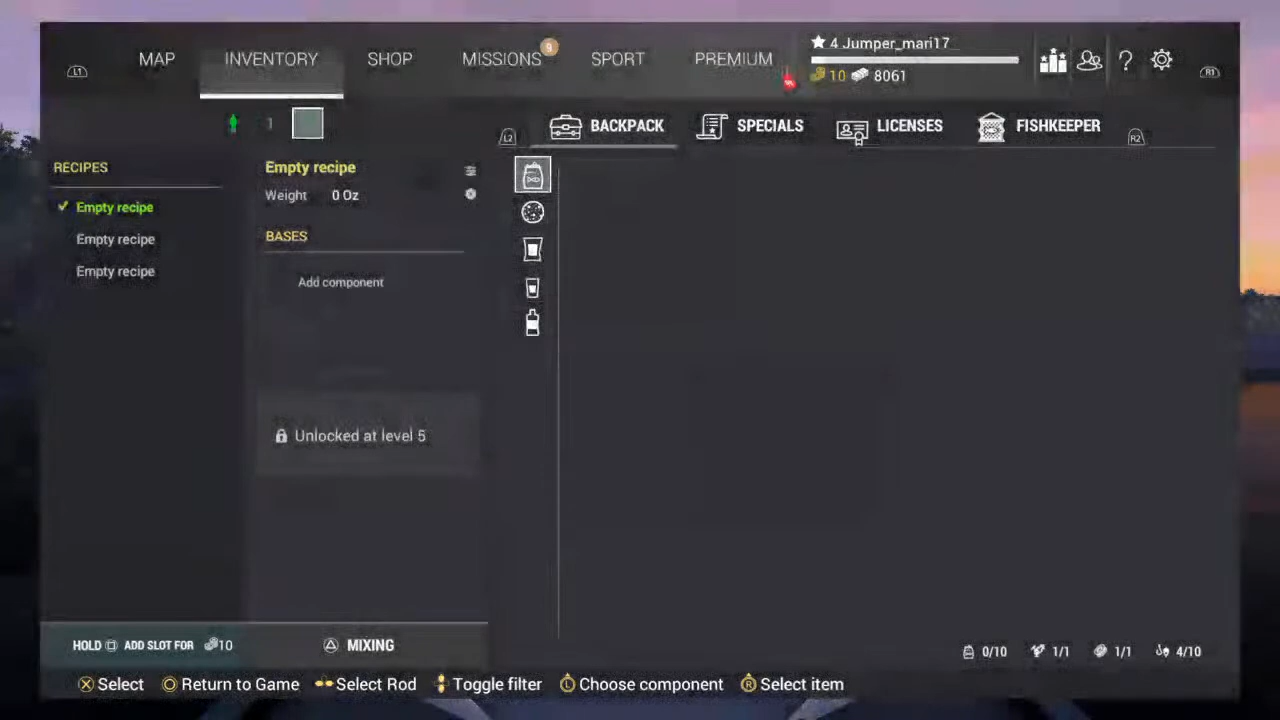 L1 MAP INVENTORY SHOP MISSIONS 9 SPORT PREMIUM R1
4 Jumper_mari17
10 8061
1
L2 BACKPACK SPECIALS LICENSES FISHKEEPER R2
RECIPES
Empty recipe
Empty recipe
Empty recipe
Empty recipe
Weight 0 Oz
BASES
Add component
Unlocked at level 5
HOLD ADD SLOT FOR 10
MIXING
0/10 1/1 1/1 4/10
Select Return to Game Select Rod Toggle filter L Choose component R Select item